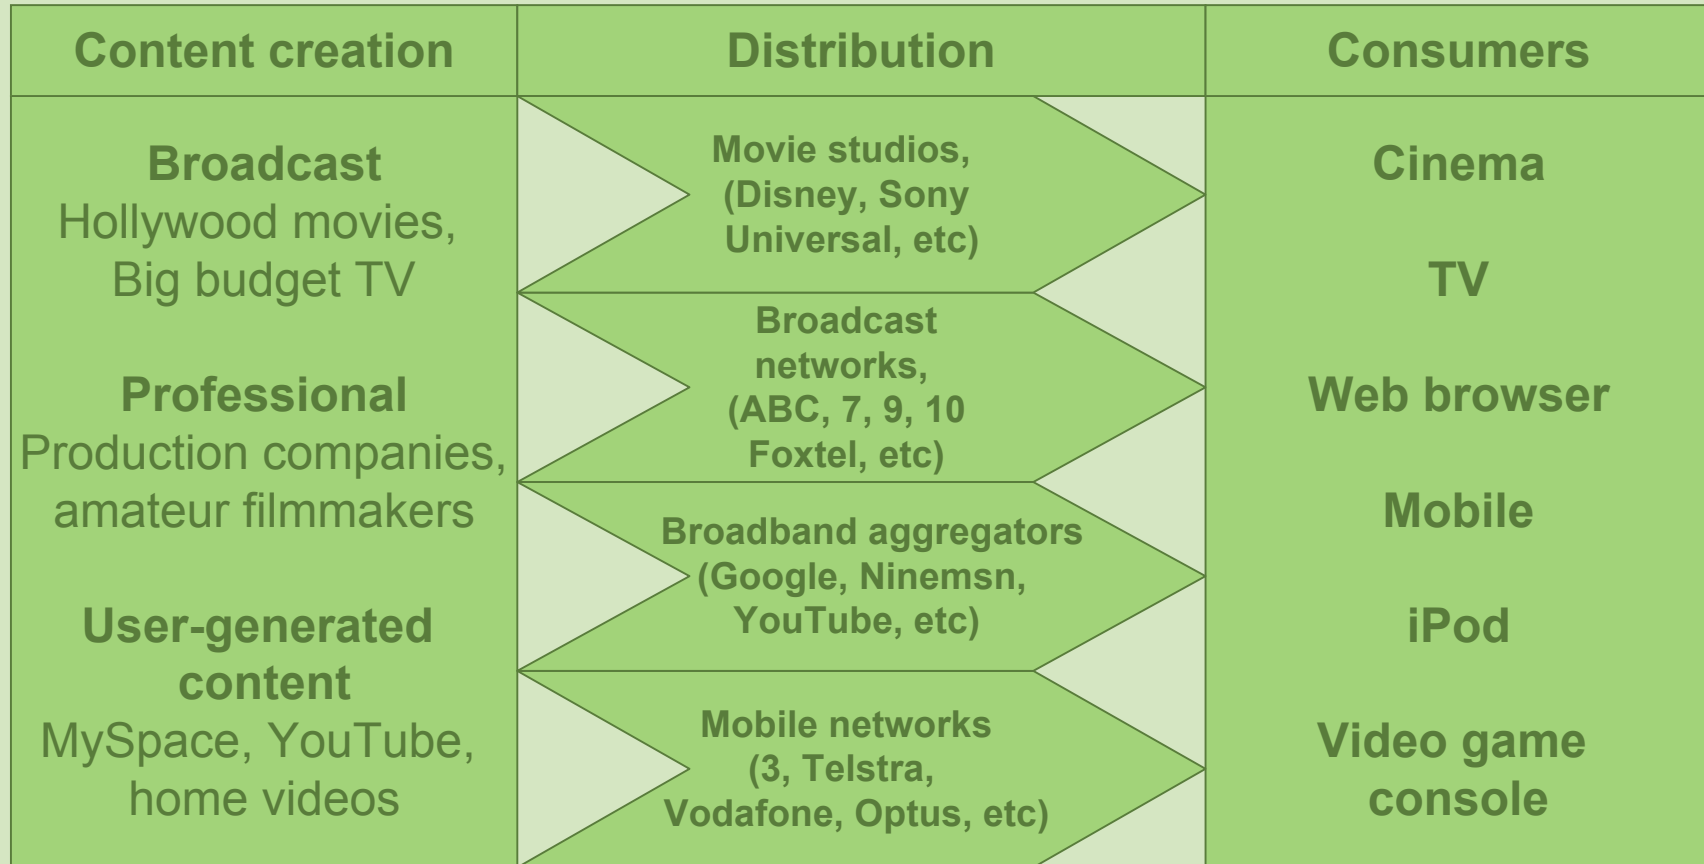 Content creation
Distribution
Consumers
Broadcast
Hollywood movies,
Big budget TV
Professional
Production companies,
amateur filmmakers
User-generated
content
MySpace, YouTube,
home videos
Movie studios,
(Disney, Sony
Universal, etc)
Broadcast
networks,
(ABC, 7, 9, 10
Foxtel, etc)
Broadband aggregators
(Google, Ninemsn,
YouTube, etc)
Mobile networks
(3, Telstra,
Vodafone, Optus, etc)
Cinema
TV
Web browser
Mobile
iPod
Video game
console